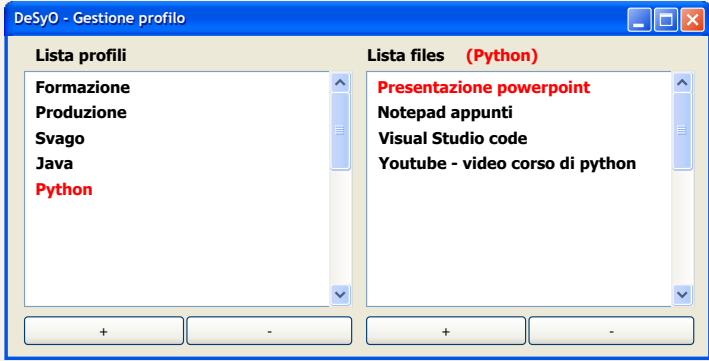 DeSyO - Gestione profilo
Lista profili
Formazione
Produzione
Svago
Java
Python
+
-
Lista files (Python)
Presentazione powerpoint
Notepad appunti
Visual Studio code
Youtube - video corso di python
+
-